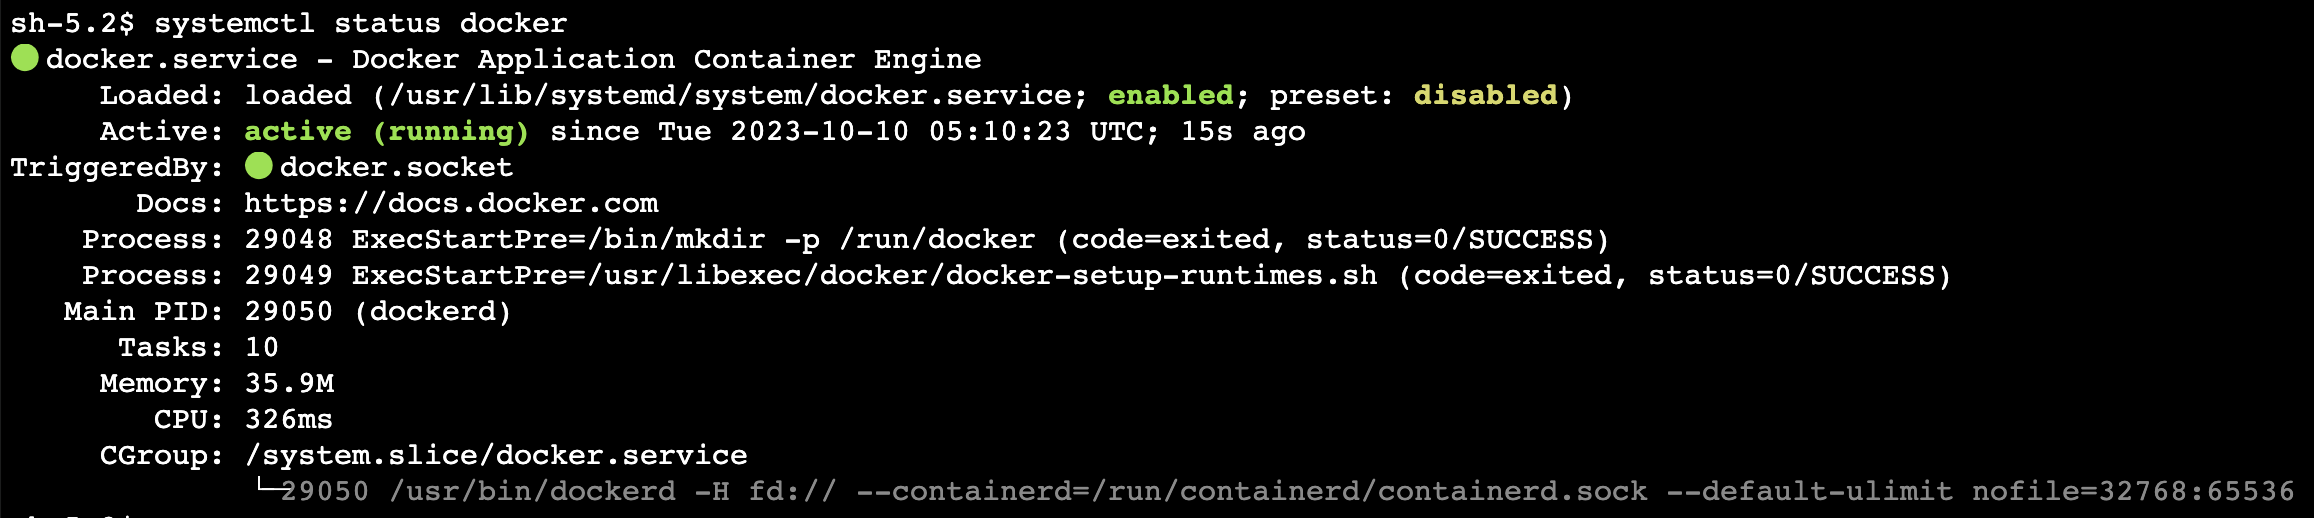 sh-5.2$ systemctl status docker
● docker.service - Docker Application Container Engine
     Loaded: loaded (/usr/lib/systemd/system/docker.service; enabled; preset: disabled)
     Active: active (running) since Tue 2023-10-10 05:10:23 UTC; 15s ago
TriggeredBy: ● docker.socket
       Docs: https://docs.docker.com
    Process: 29048 ExecStartPre=/bin/mkdir -p /run/docker (code=exited, status=0/SUCCESS)
    Process: 29049 ExecStartPre=/usr/libexec/docker/docker-setup-runtimes.sh (code=exited, status=0/SUCCESS)
   Main PID: 29050 (dockerd)
      Tasks: 10
     Memory: 35.9M
        CPU: 326ms
     CGroup: /system.slice/docker.service
             └─29050 /usr/bin/dockerd -H fd:// --containerd=/run/containerd/containerd.sock --default-ulimit nofile=32768:65536